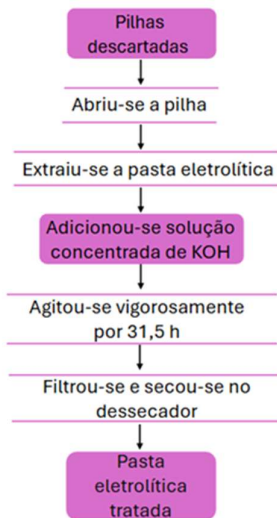 Pilhas
descartadas
Abriu-se a pilha
Extraiu-se a pasta eletrolítica
Adicionou-se solução
concentrada de KOH
Agitou-se vigorosamente
por 31,5 h
Filtrou-se e secou-se no
dessecador
Pasta
eletrolítica
tratada